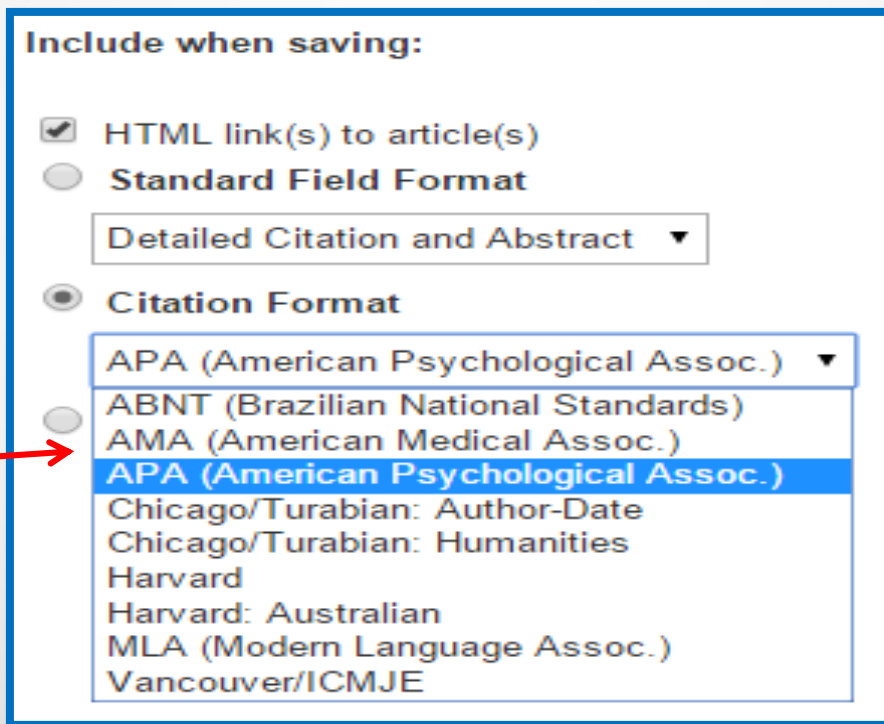 Include when saving:
HTML link(s) to article(s)
Standard Field Format
Detailed Citation and Abstract
Citation Format
APA (American Psychological Assoc.)
ABNT (Brazilian National Standards)
AMA (American Medical Assoc.)
APA (American Psychological Assoc.)
Chicago/Turabian: Author-Date
Chicago/Turabian: Humanities
Harvard
Harvard: Australian
MLA (Modern Language Assoc.)
Vancouver/ICMJE